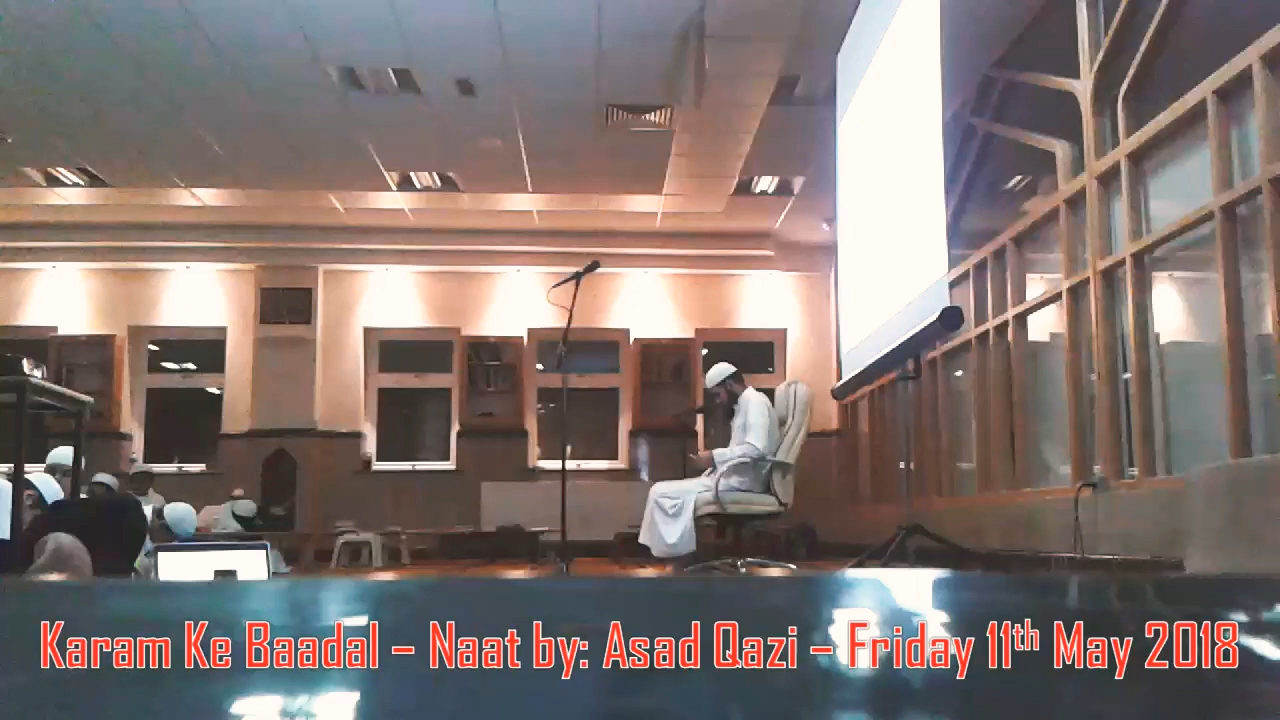 Karam Ke Baadal – Naat by: Asad Qazi – Friday 11th May 2018